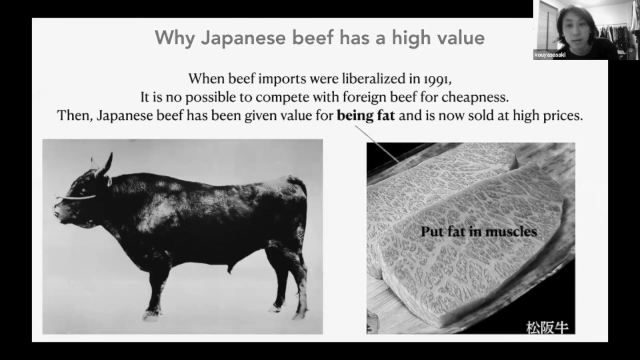 Why Japanese beef has a high value
When beef imports were liberalized in 1991,
It is no possible to compete with foreign beef for cheapness.
Then, Japanese beef has been given value for being fat and is now sold at high prices.
Put fat in muscles
松阪牛